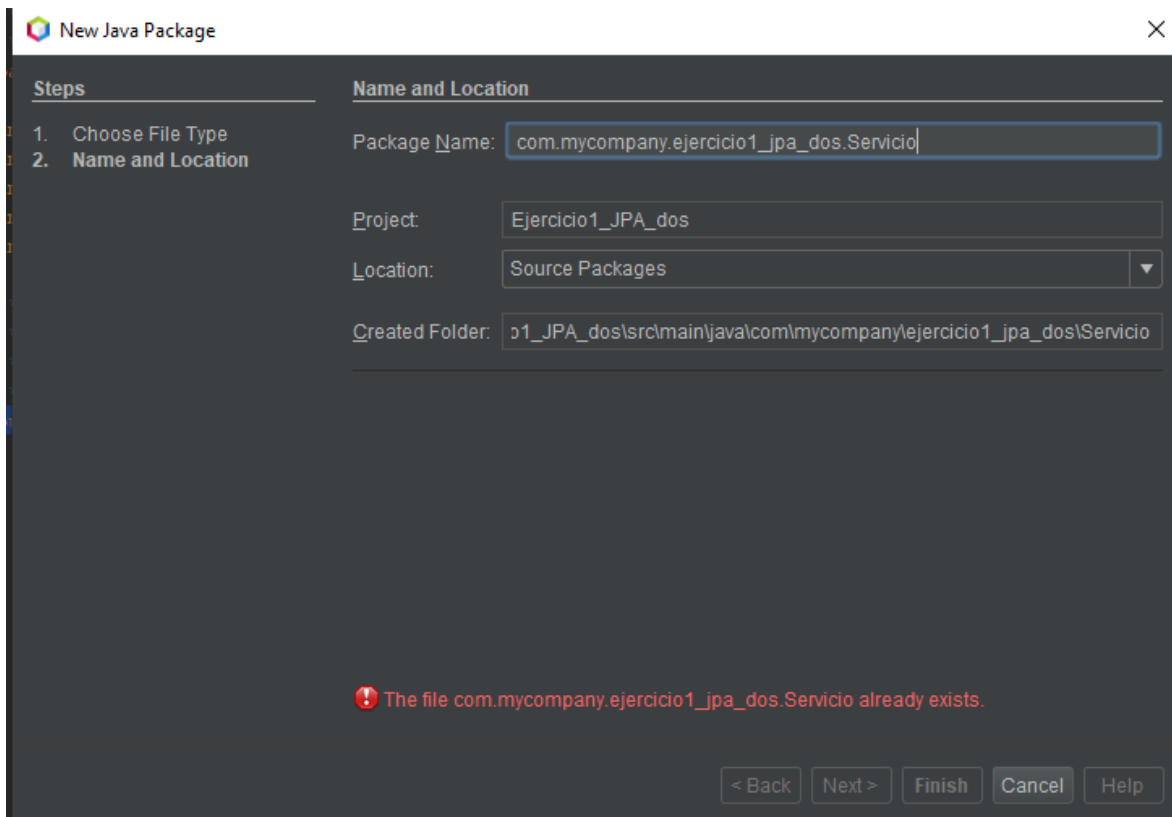 New Java Package
Steps
1. Choose File Type
2. Name and Location
Name and Location
Package Name: com.mycompany.ejercicio1_jpa_dos.Servicio
Project: Ejercicio1_JPA_dos
Location: Source Packages
Created Folder: o1_JPA_dos\src\main\java\com\mycompany\ejercicio1_jpa_dos\Servicio
The file com.mycompany.ejercicio1_jpa_dos.Servicio already exists.
< Back Next > Finish Cancel Help